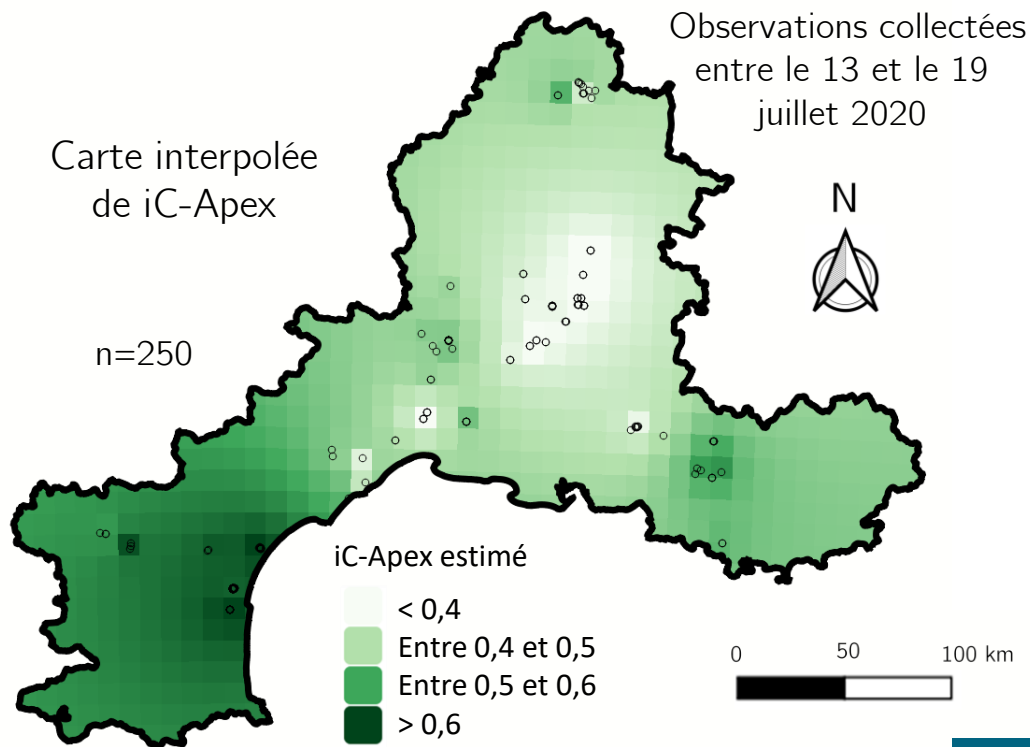 Observations collectées
entre le 13 et le 19
juillet 2020
Carte interpolée
de iC-Apex
N
n=250
iC-Apex estimé
< 0,4
Entre 0,4 et 0,5
Entre 0,5 et 0,6
> 0,6
0 50 100 km